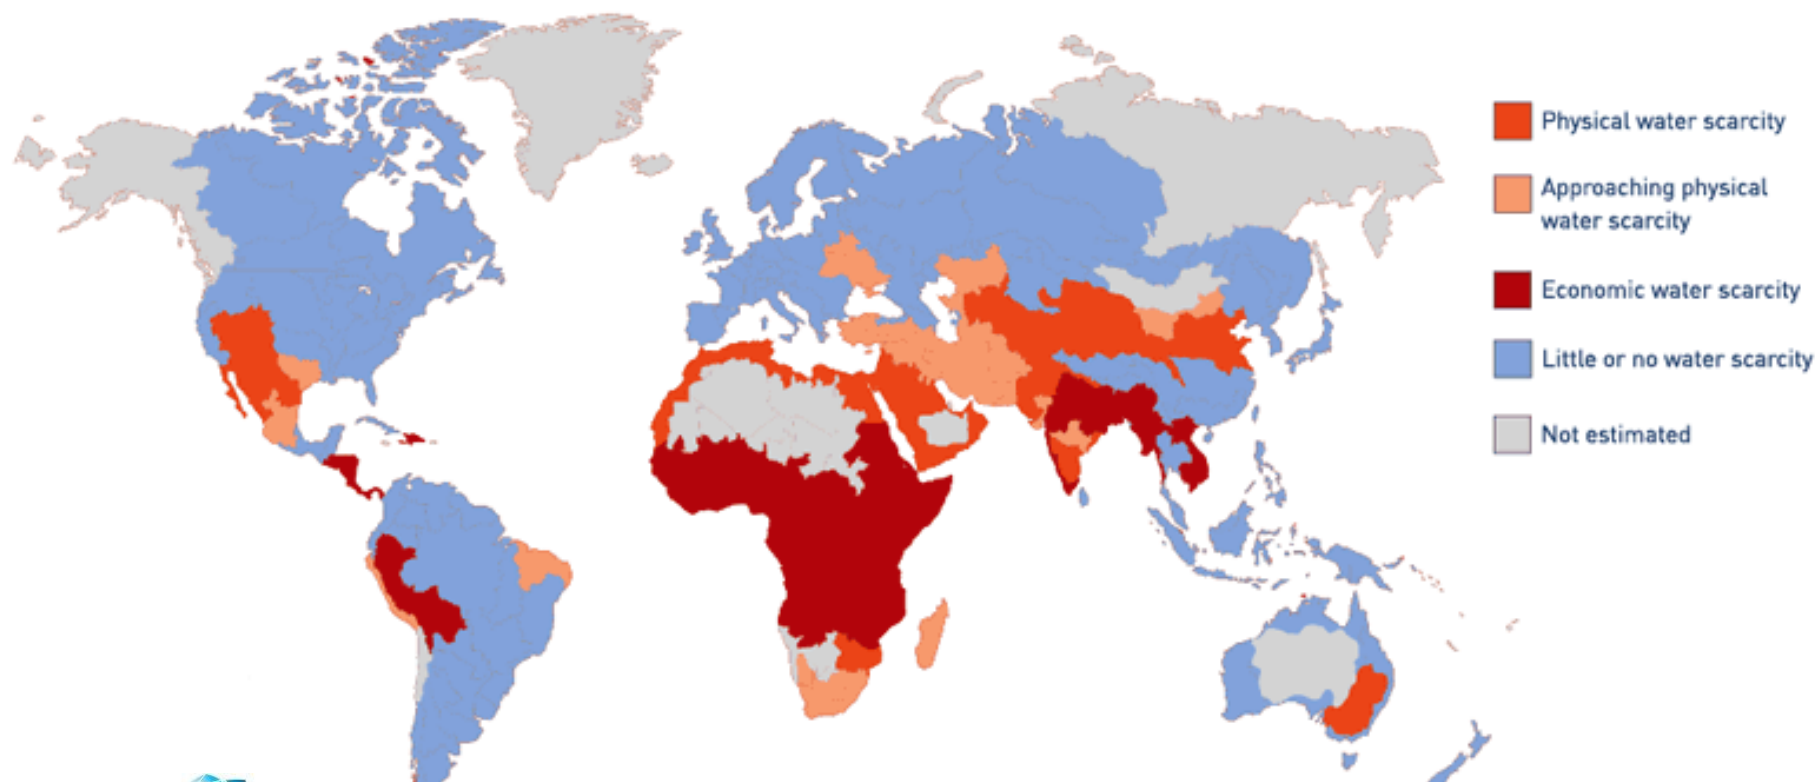 Physical water scarcity
Approaching physical
water scarcity
Economic water scarcity
Little or no water scarcity
Not estimated